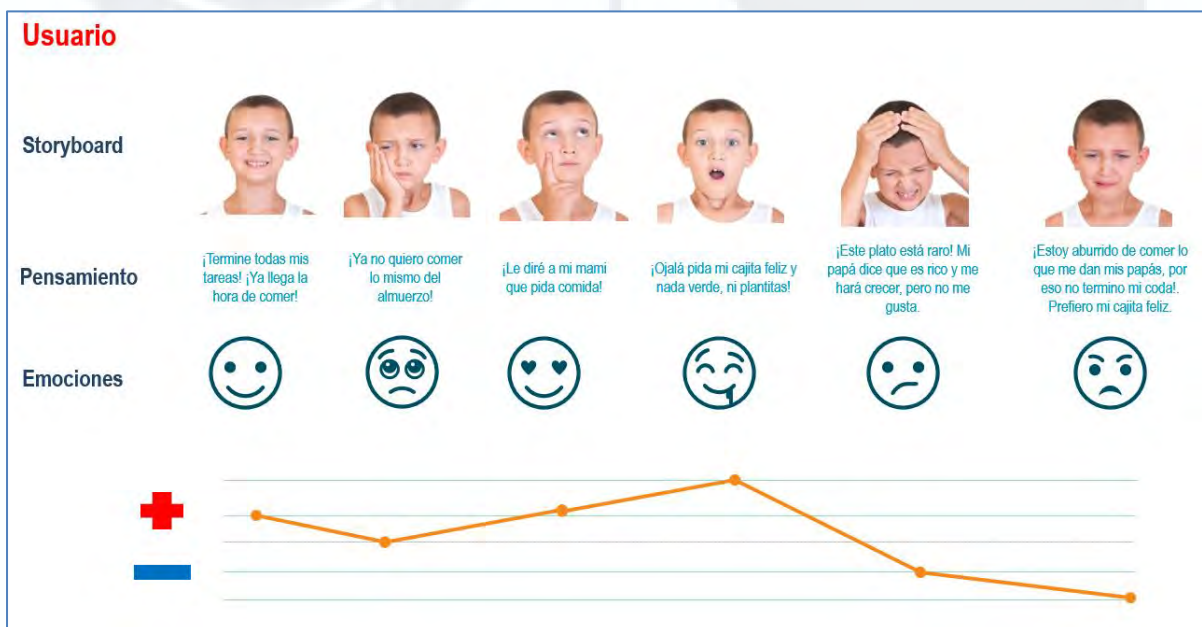 Usuario
Storyboard
Pensamiento
¡Termine todas mis
tareas! ¡Ya llega la
hora de comer!
¡Ya no quiero comer
lo mismo del
almuerzo!
¡Le diré a mi mami
que pida comida!
¡Ojalá pida mi cajita feliz y
nada verde, ni plantitas!
¡Este plato está raro! Mi
papá dice que es rico y me
hará crecer, pero no me
gusta.
¡Estoy aburrido de comer lo
que me dan mis papás, por
eso no termino mi coda!.
Prefiero mi cajita feliz.
Emociones